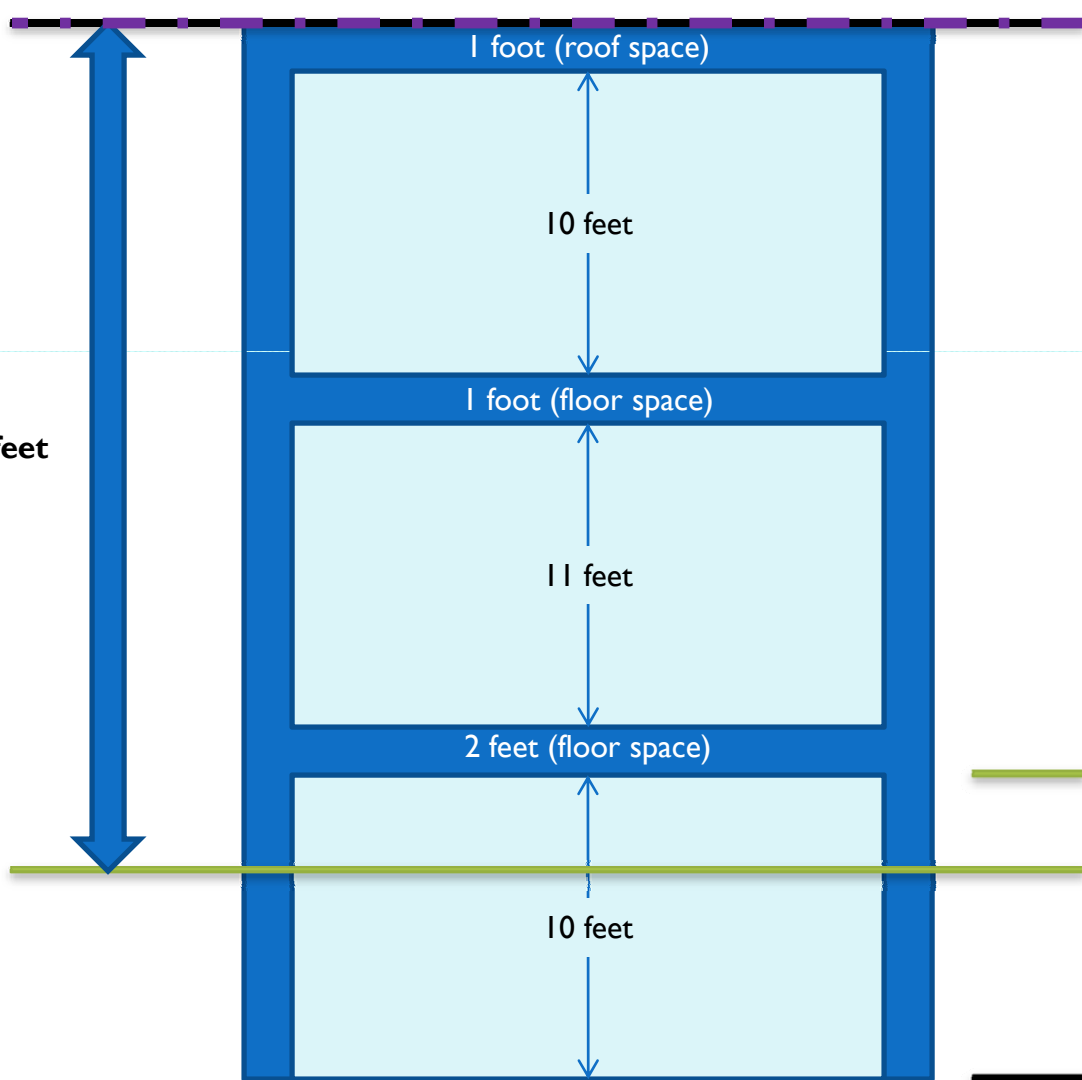 1 foot (roof space)
10 feet
1 foot (floor space)
feet
11 feet
2 feet (floor space)
10 feet